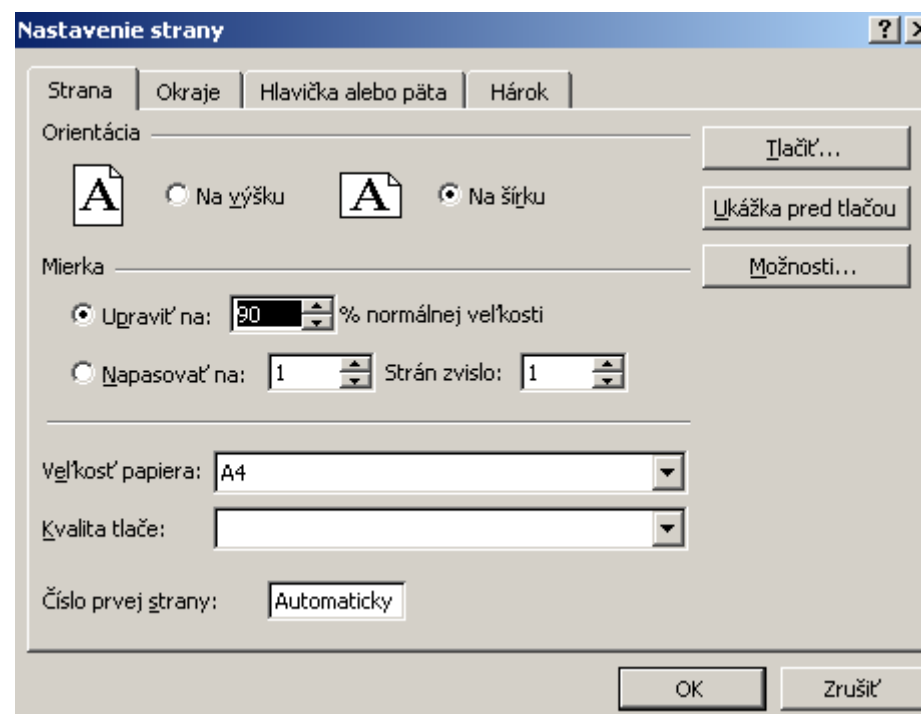 Nastavenie strany
Strana Okraje Hlavička alebo päta Hárok
Orientácia
A Na výšku A Na šírku
Tlačiť...
Ukážka pred tlačou
Možnosti...
Mierka
Upraviť na: 90 % normálnej veľkosti
Napasovať na: 1 Strán zvislo: 1
Veľkosť papiera: A4
Kvalita tlače:
Číslo prvej strany: Automaticky
OK Zrušiť